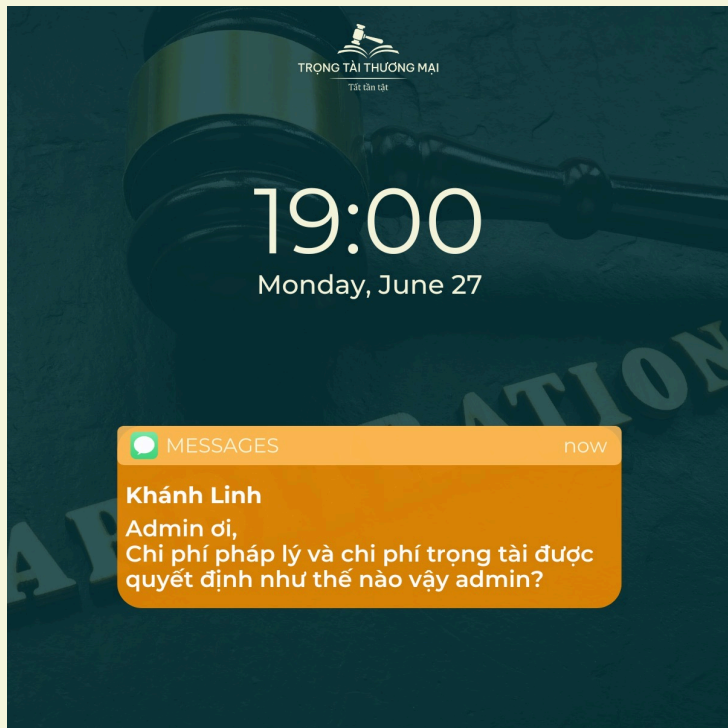 TRỌNG TÀI THƯƠNG MẠI
Tất tần tật
19:00
Monday, June 27
ARBITRATION
MESSAGES
now
Khánh Linh
Admin ơi,
Chi phí pháp lý và chi phí trọng tài được
quyết định như thế nào vậy admin?